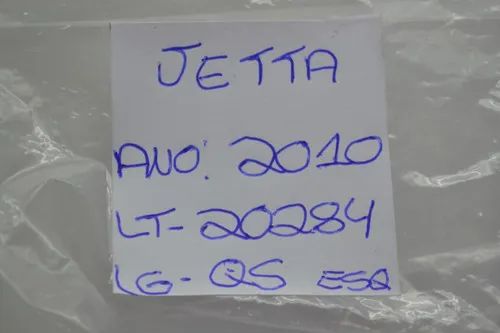 JETTA
ANO: 2010
LT-20284
LG-QS ESQ